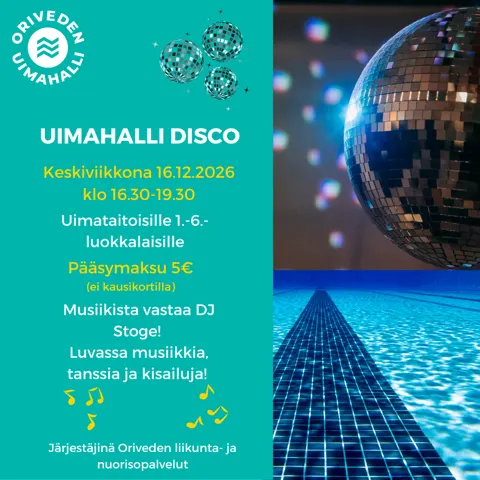 ORIVEDEN
UIMAHALLI
UIMAHALLI DISCO
Keskiviikkona 16.12.2026
klo 16.30-19.30
Uimataitoisille 1.-6.-
luokkalaisille
Pääsymaksu 5€
(ei kausikortilla)
Musiikista vastaa DJ
Stoge!
Luvassa musiikkia,
tanssia ja kisailuja!
Järjestäjinä Oriveden liikunta- ja
nuorisopalvelut